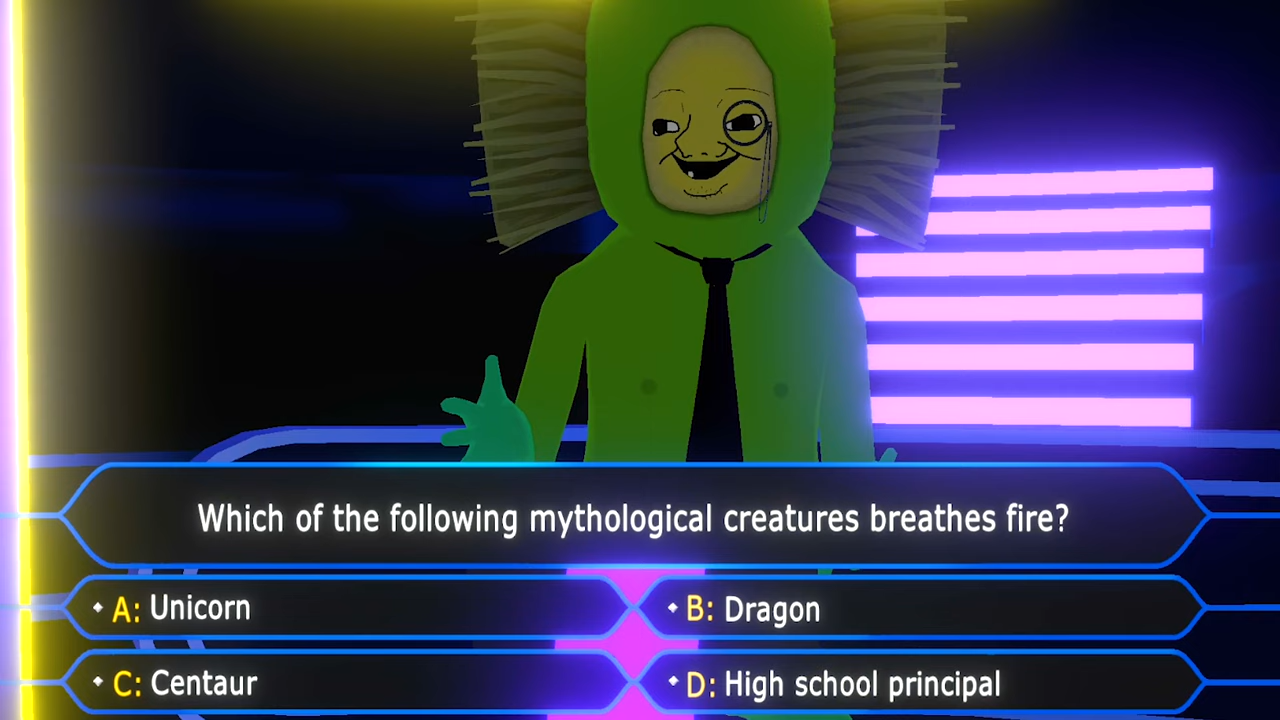 Which of the following mythological creatures breathes fire?
A: Unicorn
B: Dragon
C: Centaur
D: High school principal